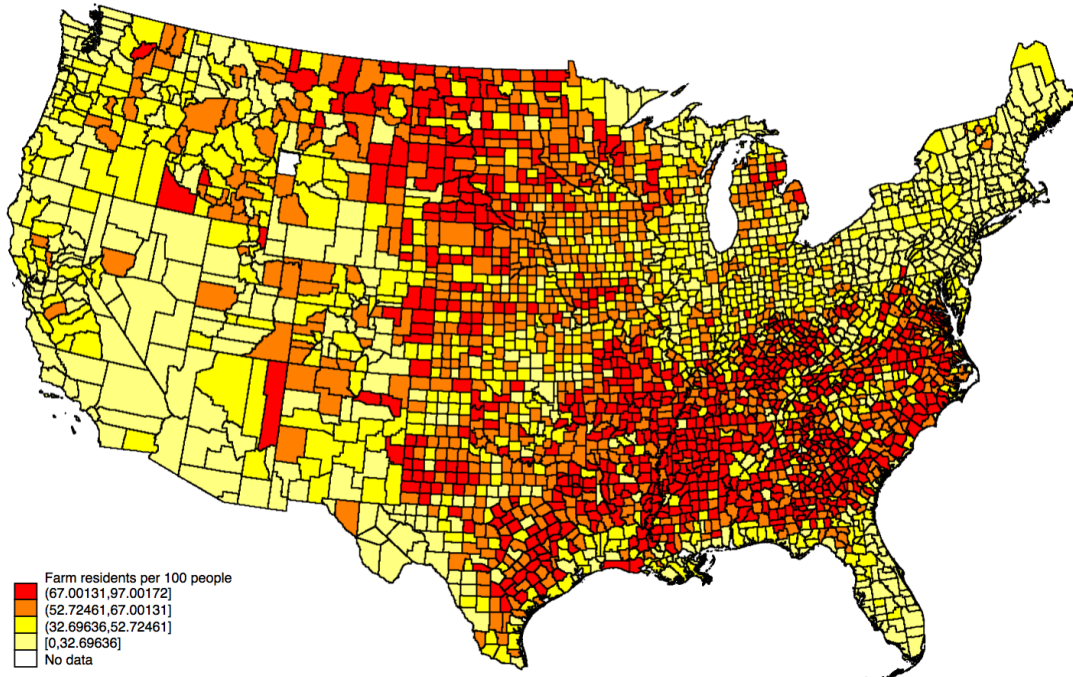 Farm residents per 100 people
(67.00131,97.00172]
(52.72461,67.00131]
(32.69636,52.72461]
[0,32.69636]
No data